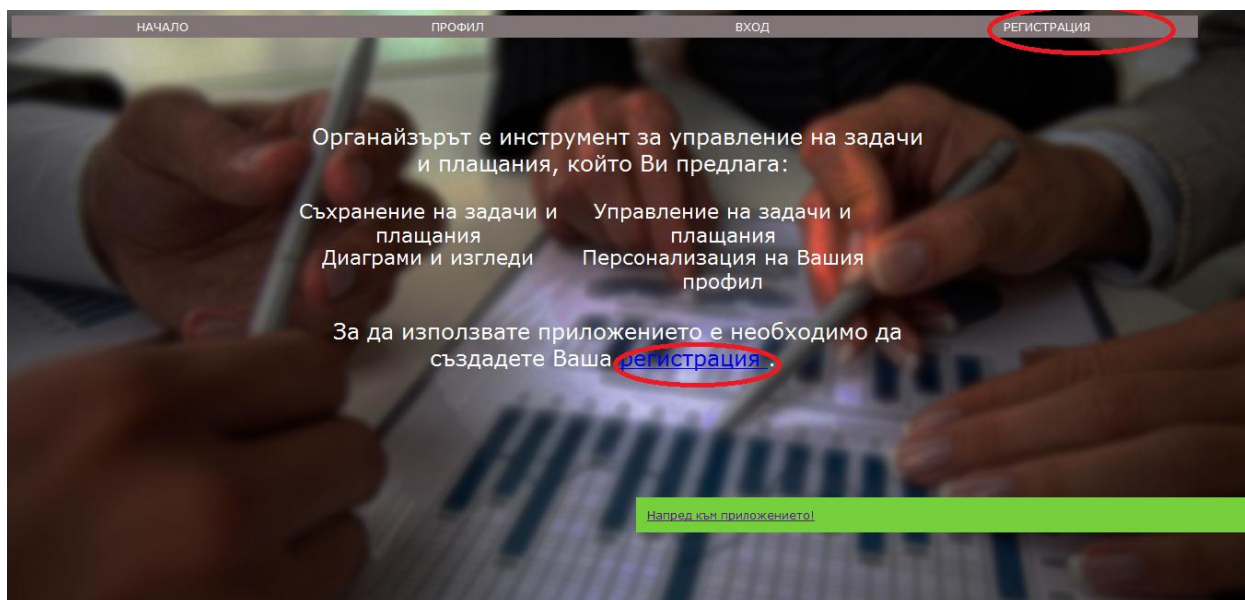 НАЧАЛО ПРОФИЛ ВХОД РЕГИСТРАЦИЯ
Органайзърът е инструмент за управление на задачи
и плащания, който Ви предлага:
Съхранение на задачи и
плащания
Управление на задачи и
плащания
Диаграми и изгледи
Персонализация на Вашия
профил
За да използвате приложението е необходимо да
създадете Ваша регистрация .
Напред към приложението!